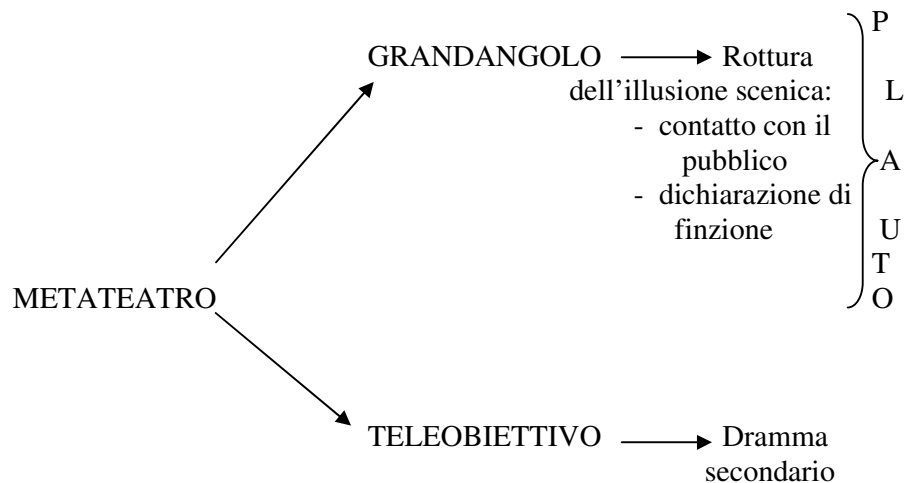 GRANDANGOLO Rottura
dell’illusione scenica:
- contatto con il
pubblico
- dichiarazione di
finzione
P
L
A
U
T
O
METATEATRO
TELEOBIETTIVO Dramma
secondario